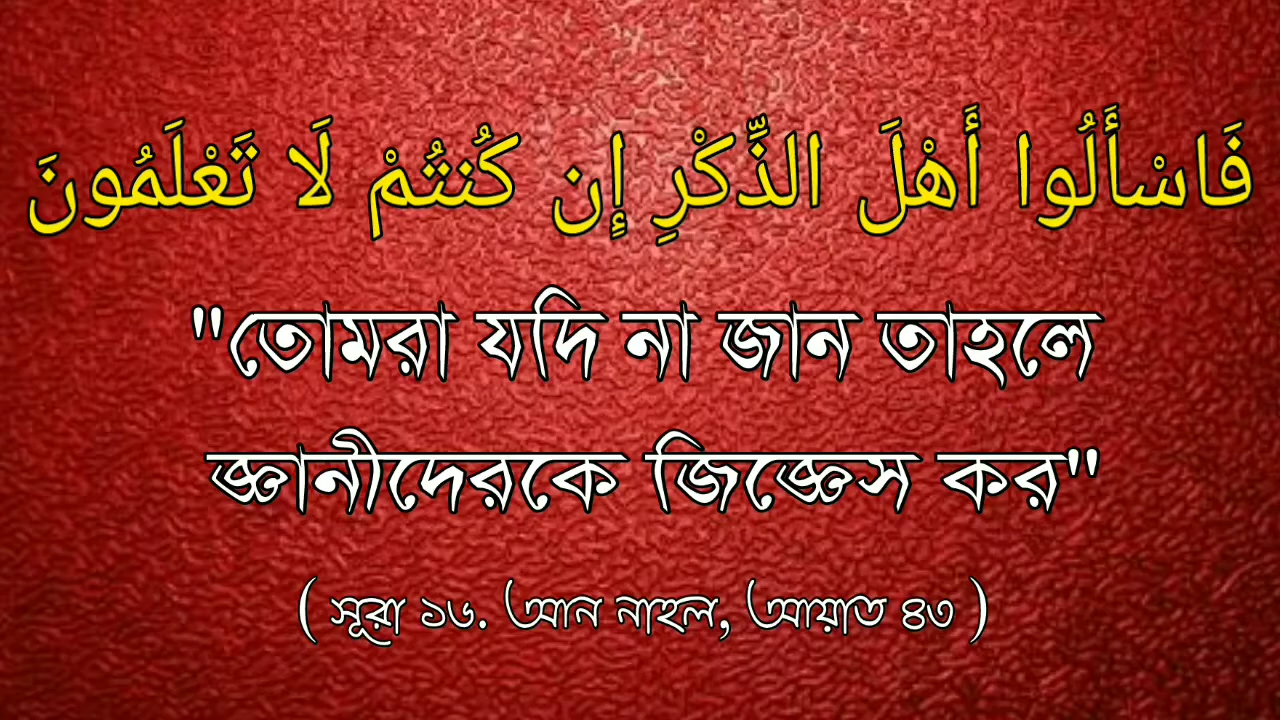 فَاسْأَلُوا أَهْلَ الذِّكْرِ إِن كُنتُمْ لَا تَعْلَمُونَ
"তোমরা যদি না জান তাহলে
জ্ঞানীদেরকে জিজ্ঞেস কর"
( সূরা ১৬. আন নাহল, আয়াত ৪৩ )